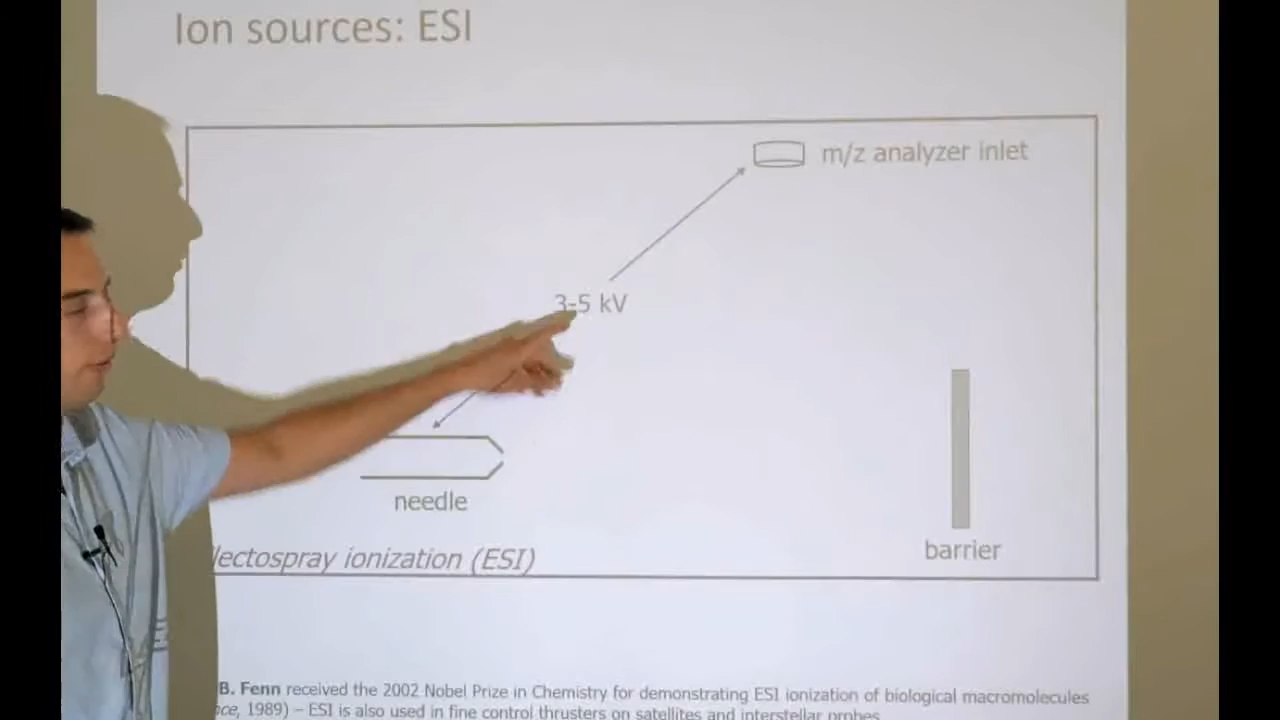 Ion sources: ESI
m/z analyzer inlet
3-5 kV
needle
barrier
lectospray ionization (ESI)
B. Fenn received the 2002 Nobel Prize in Chemistry for demonstrating ESI ionization of biological macromolecules
1989) – ESI is also used in fine control thrusters on satellites and interstellar probes